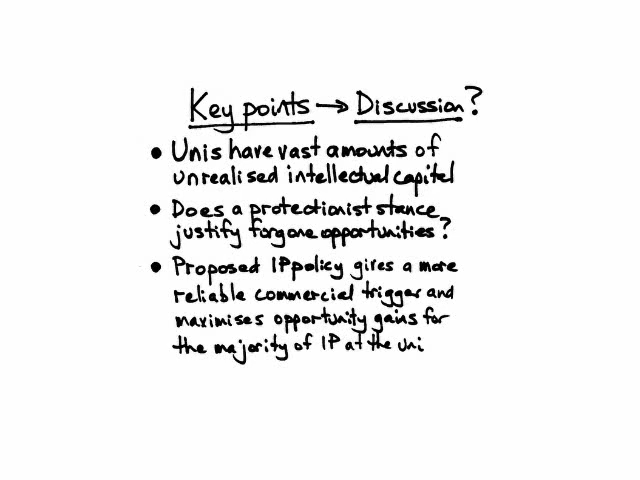 Key points → Discussion?
• Unis have vast amounts of
unrealised intellectual capital
• Does a protectionist stance
justify forgone opportunities?
• Proposed IP policy gives a more
reliable commercial trigger and
maximises opportunity gains for
the majority of IP at the uni